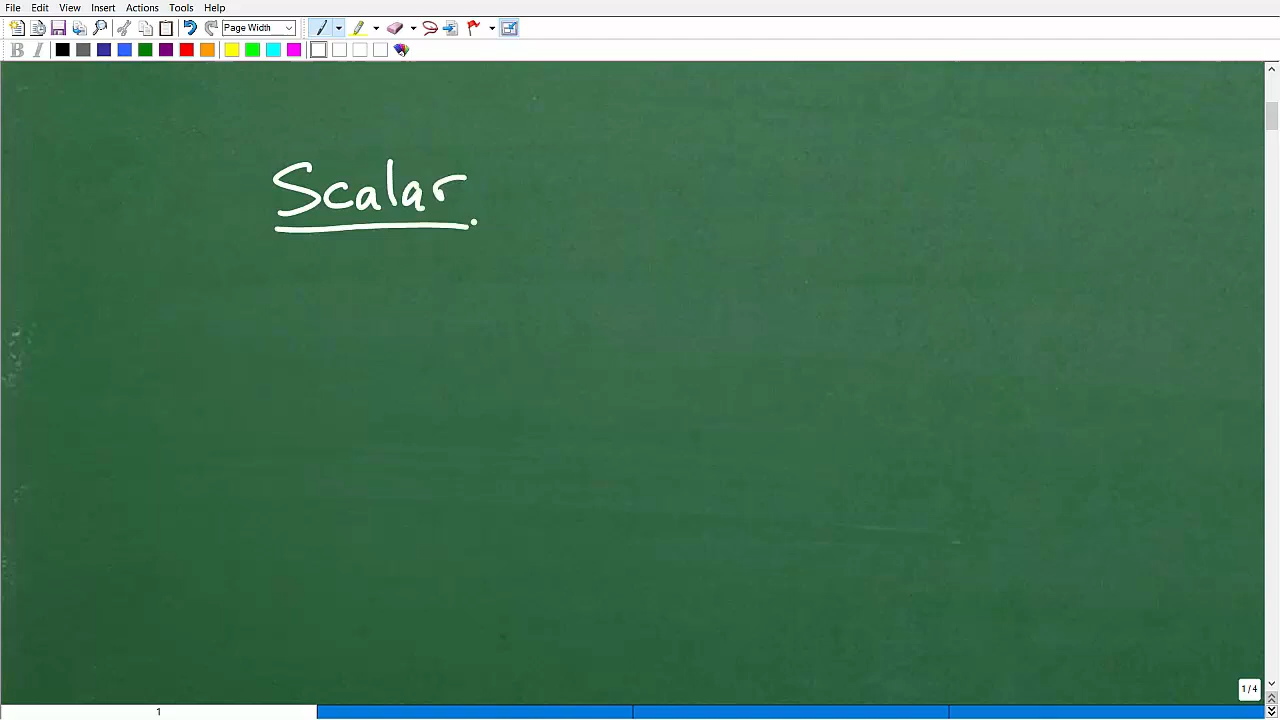 File Edit View Insert Actions Tools Help
Page Width
B I
Scalar
1/4
1